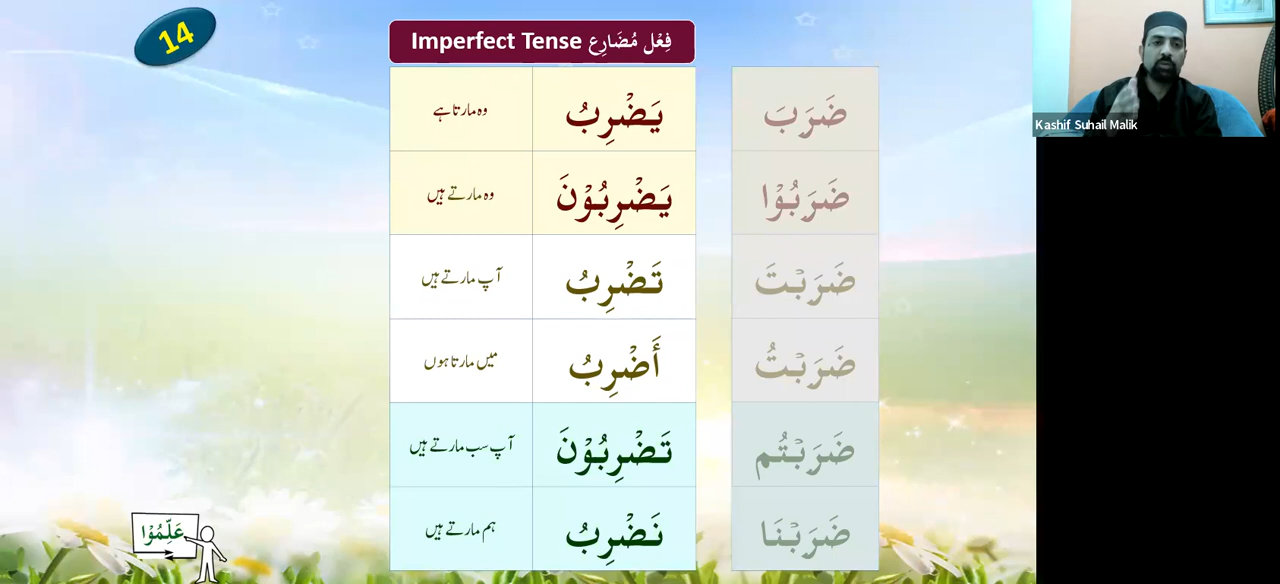 14
Imperfect Tense فِعْل مُضَارِع
وہ مارتا ہے يَضْرِبُ ضَرَبَ
وہ مارتے ہیں يَضْرِبُوْنَ ضَرَبُوْا
آپ مارتے ہیں تَضْرِبُ ضَرَبْتَ
میں مارتا ہوں أَضْرِبُ ضَرَبْتُ
آپ سب مارتے ہیں تَضْرِبُوْنَ ضَرَبْتُم
ہم مارتے ہیں نَضْرِبُ ضَرَبْنَا
عَلِّمُوْا
Kashif Suhail Malik